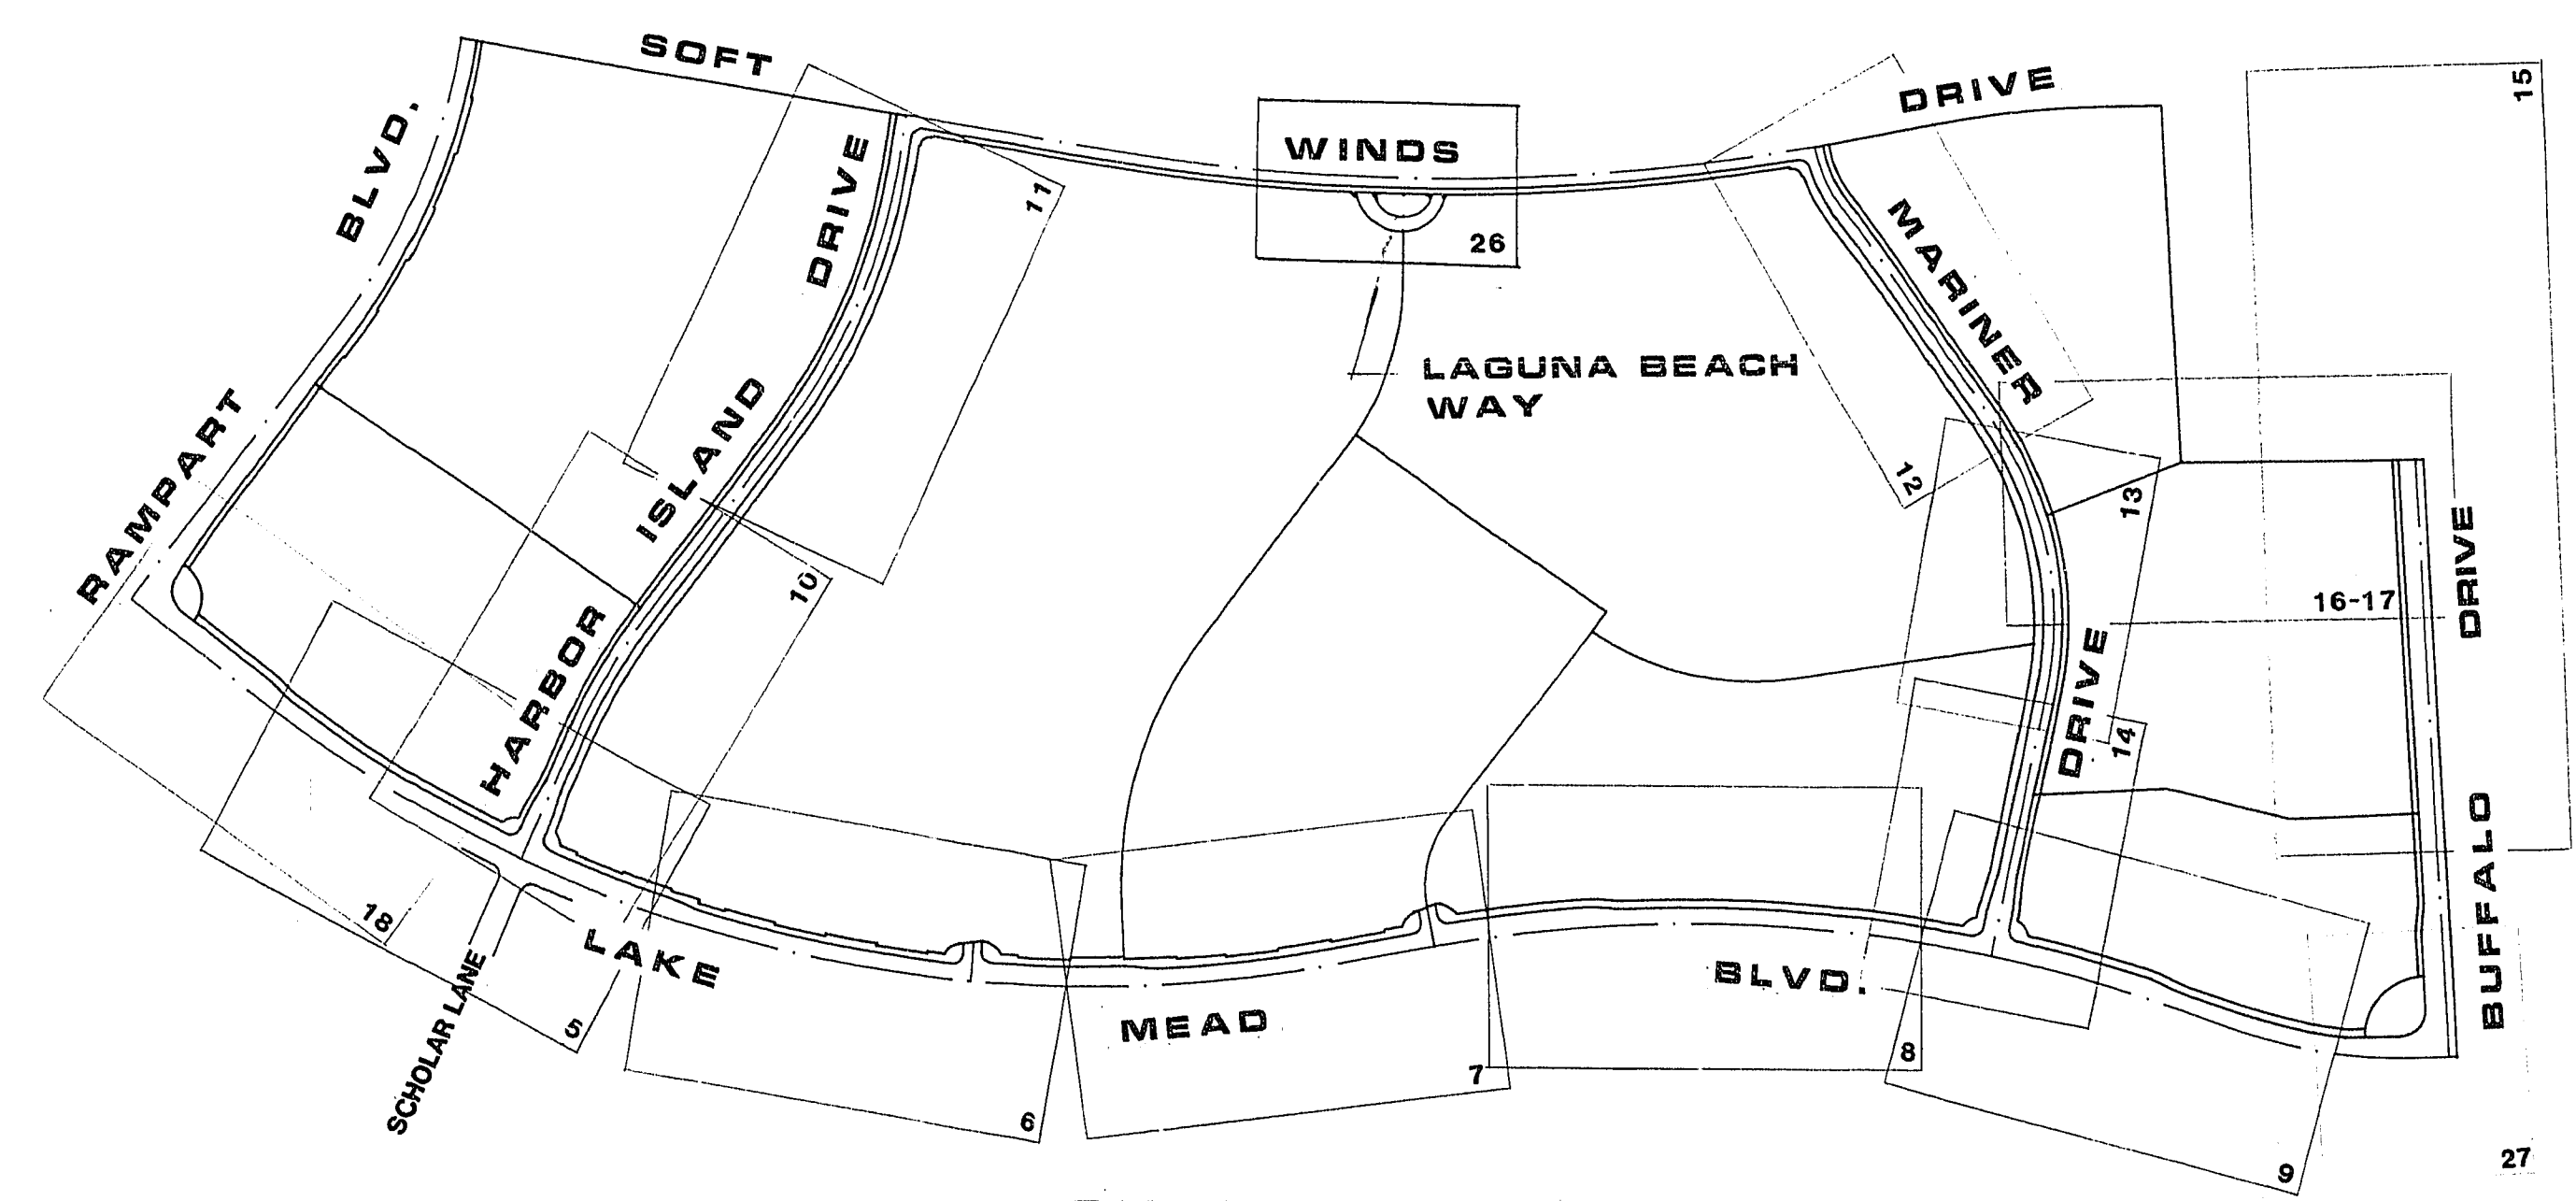 SOFT
WINDS
DRIVE
BLVD.
RAMPART
HARBOR
ISLAND
DRIVE
11
10
26
LAGUNA BEACH
WAY
MARINER
DRIVE
12
13
14
15
16-17
DRIVE
BUFFALO
18
5
SCHOLAR LANE
LAKE
MEAD
BLVD.
6
7
8
9
27